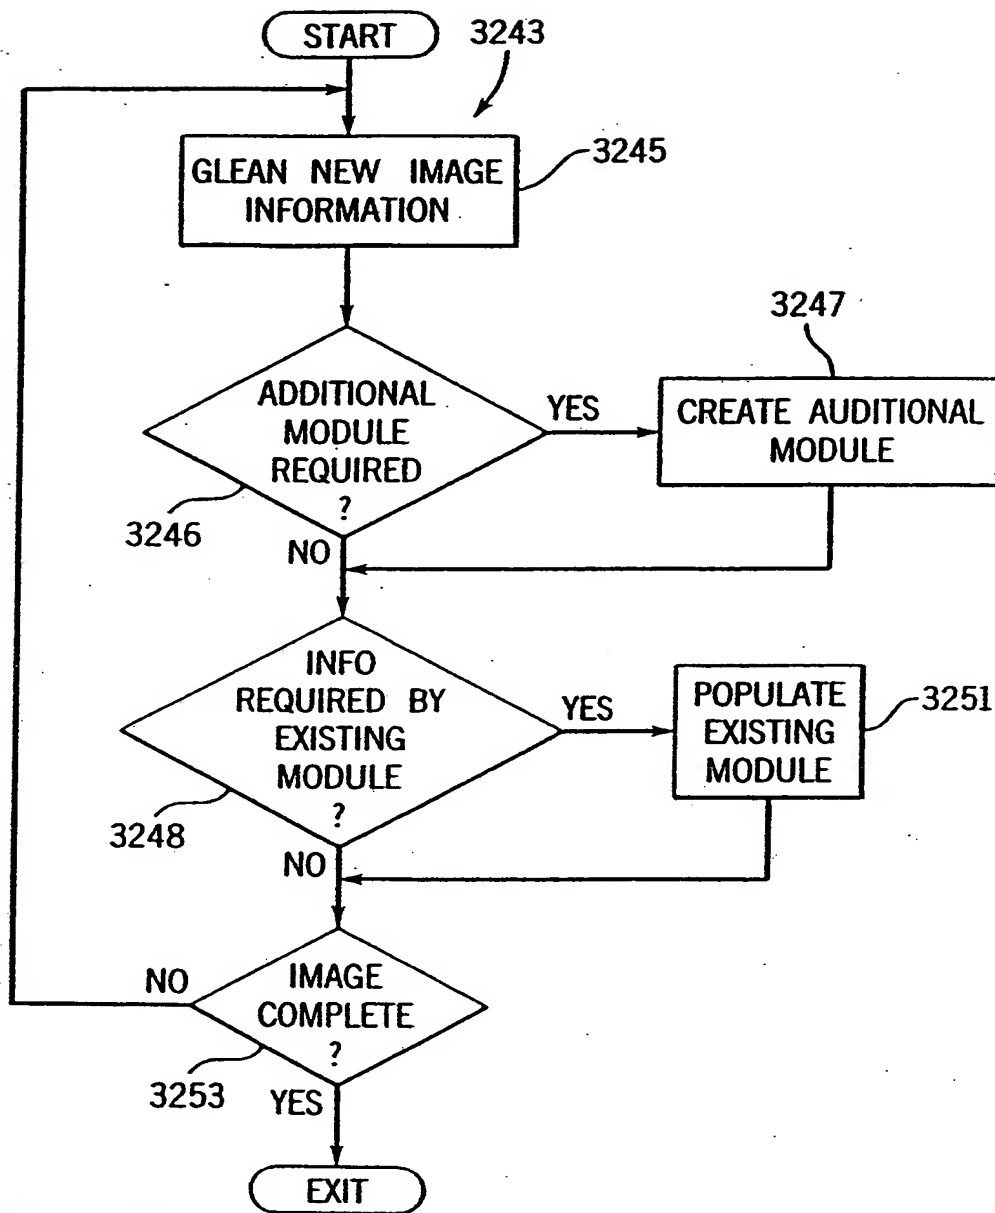 START
3243
GLEAN NEW IMAGE
INFORMATION
3245
3247
ADDITIONAL
MODULE
REQUIRED
?
YES
CREATE AUDITIONAL
MODULE
3246
NO
INFO
REQUIRED BY
EXISTING
MODULE
?
YES
POPULATE
EXISTING
MODULE
3251
3248
NO
IMAGE
COMPLETE
?
NO
3253
YES
EXIT